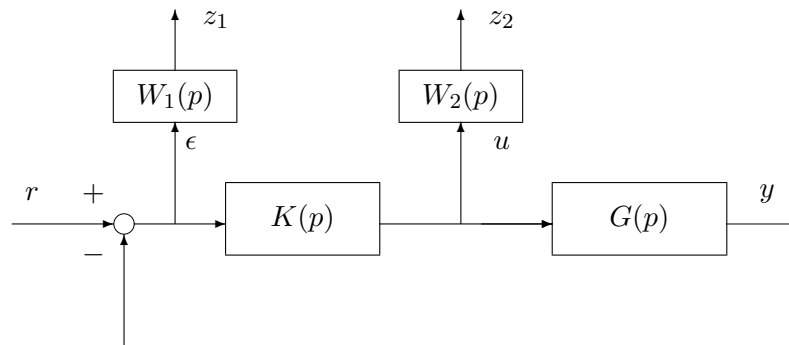 z₁ z₂
W₁(p) W₂(p)
ϵ u
r + K(p) G(p) y
−